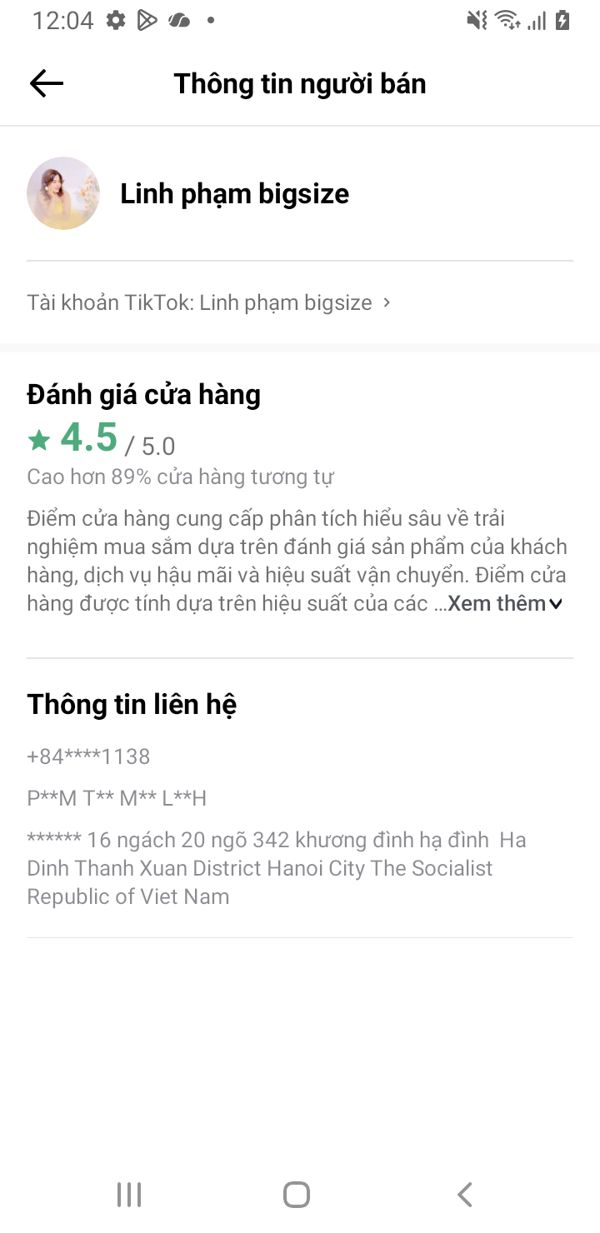 12:04
Thông tin người bán
Linh phạm bigsize
Tài khoản TikTok: Linh phạm bigsize >
Đánh giá cửa hàng
4.5 / 5.0
Cao hơn 89% cửa hàng tương tự
Điểm cửa hàng cung cấp phân tích hiểu sâu về trải
nghiệm mua sắm dựa trên đánh giá sản phẩm của khách
hàng, dịch vụ hậu mãi và hiệu suất vận chuyển. Điểm cửa
hàng được tính dựa trên hiệu suất của các ...Xem thêm
Thông tin liên hệ
+84****1138
P**M T** M** L**H
****** 16 ngách 20 ngõ 342 khương đình hạ đình  Ha
Dinh Thanh Xuan District Hanoi City The Socialist
Republic of Viet Nam